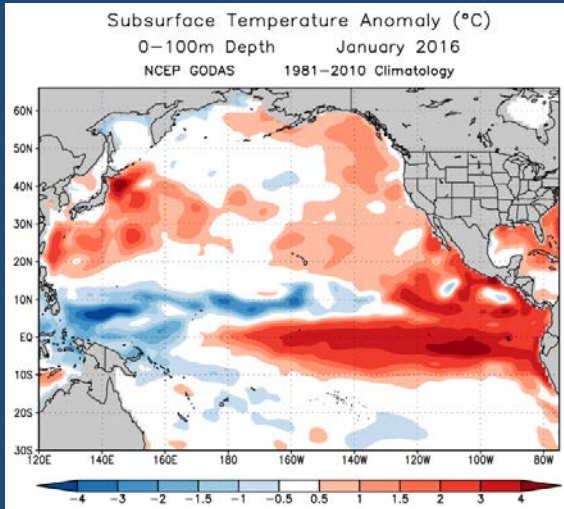 Subsurface Temperature Anomaly (°C)
0-100m Depth January 2016
NCEP GODAS 1981-2010 Climatology
60N
50N
40N
30N
20N
10N
EQ
10S
20S
30S
120E 140E 160E 180 160W 140W 120W 100W 80W
-4 -3 -2 -1.5 -1 -0.5 0.5 1 1.5 2 3 4